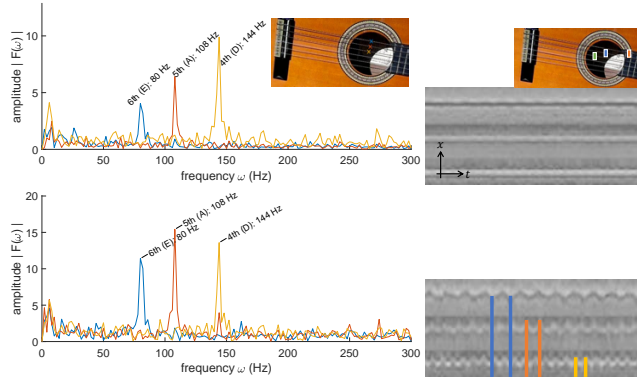 10
5
0
0
50
100
150
200
250
300
amplitude | F(ω) |
frequency ω (Hz)
6th (E): 80 Hz
5th (A): 108 Hz
4th (D): 144 Hz
x
t
20
15
10
5
0
0
50
100
150
200
250
300
amplitude | F(ω) |
frequency ω (Hz)
6th (E): 80 Hz
5th (A): 108 Hz
4th (D): 144 Hz